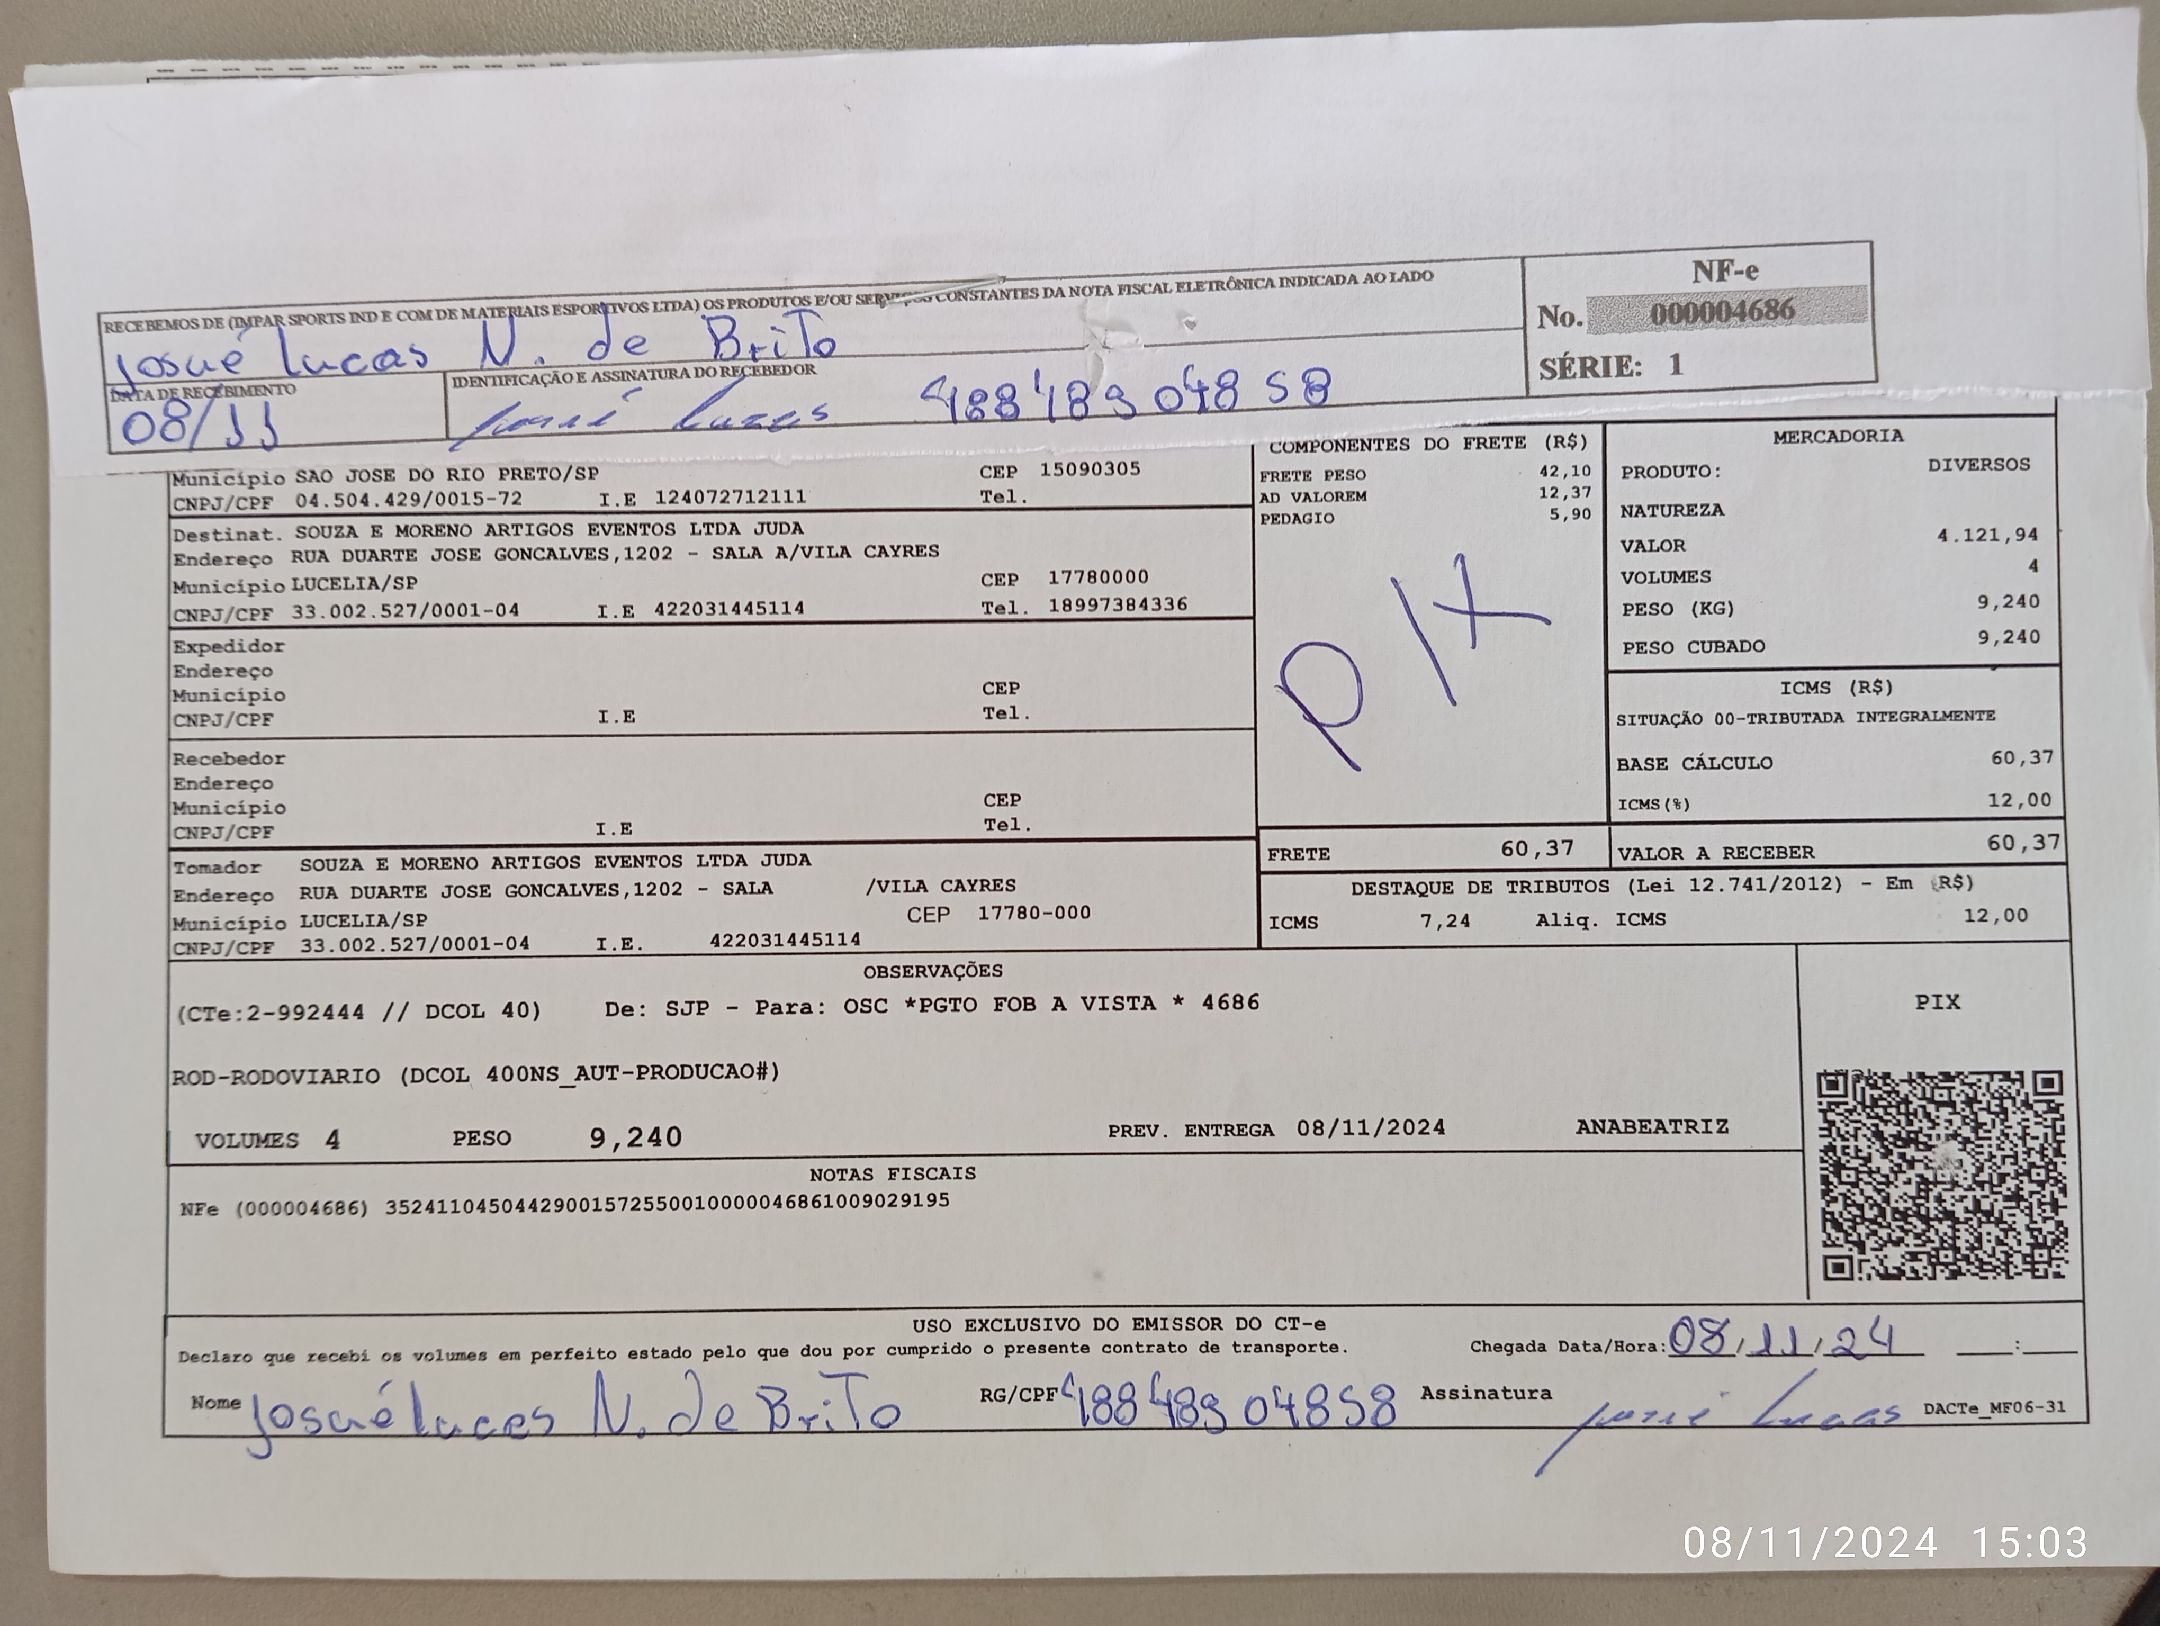 RECEBEMOS DE (IMPAR SPORTS IND E COM DE MATERIAIS ESPORTIVOS LTDA) OS PRODUTOS E/OU SERVIÇOS CONSTANTES DA NOTA FISCAL ELETRÔNICA INDICADA AO LADO
Josué Lucas N. de Brito
DATA DE RECEBIMENTO
08/11
IDENTIFICAÇÃO E ASSINATURA DO RECEBEDOR
Josué Lucas 48848904858
NF-e
No. 000004686
SÉRIE: 1
Município SAO JOSE DO RIO PRETO/SP CEP 15090305
CNPJ/CPF 04.504.429/0015-72 I.E 124072712111 Tel.
Destinat. SOUZA E MORENO ARTIGOS EVENTOS LTDA JUDA
Endereço RUA DUARTE JOSE GONCALVES,1202 - SALA A/VILA CAYRES
Município LUCELIA/SP CEP 17780000
CNPJ/CPF 33.002.527/0001-04 I.E 422031445114 Tel. 18997384336
Expedidor
Endereço
Município CEP
CNPJ/CPF I.E Tel.
Recebedor
Endereço
Município CEP
CNPJ/CPF I.E Tel.
Tomador SOUZA E MORENO ARTIGOS EVENTOS LTDA JUDA
Endereço RUA DUARTE JOSE GONCALVES,1202 - SALA /VILA CAYRES
Município LUCELIA/SP CEP 17780-000
CNPJ/CPF 33.002.527/0001-04 I.E. 422031445114
COMPONENTES DO FRETE (R$)
FRETE PESO 42,10
AD VALOREM 12,37
PEDAGIO 5,90
PIX
FRETE 60,37
MERCADORIA
PRODUTO: DIVERSOS
NATUREZA
VALOR 4.121,94
VOLUMES 4
PESO (KG) 9,240
PESO CUBADO 9,240
ICMS (R$)
SITUAÇÃO 00-TRIBUTADA INTEGRALMENTE
BASE CÁLCULO 60,37
ICMS(%) 12,00
VALOR A RECEBER 60,37
DESTAQUE DE TRIBUTOS (Lei 12.741/2012) - Em (R$)
ICMS 7,24 Aliq. ICMS 12,00
OBSERVAÇÕES
(CTe:2-992444 // DCOL 40) De: SJP - Para: OSC *PGTO FOB A VISTA * 4686
ROD-RODOVIARIO (DCOL 400NS_AUT-PRODUCAO#)
VOLUMES 4 PESO 9,240 PREV. ENTREGA 08/11/2024 ANABEATRIZ
PIX
NOTAS FISCAIS
NFe (000004686) 35241104504429001572550010000046861009029195
USO EXCLUSIVO DO EMISSOR DO CT-e
Declaro que recebi os volumes em perfeito estado pelo que dou por cumprido o presente contrato de transporte. Chegada Data/Hora: 08/11/24 __:__
Nome Josué Lucas N. de Brito RG/CPF 48848904858 Assinatura Josué Lucas DACTe_MF06-31
08/11/2024 15:03